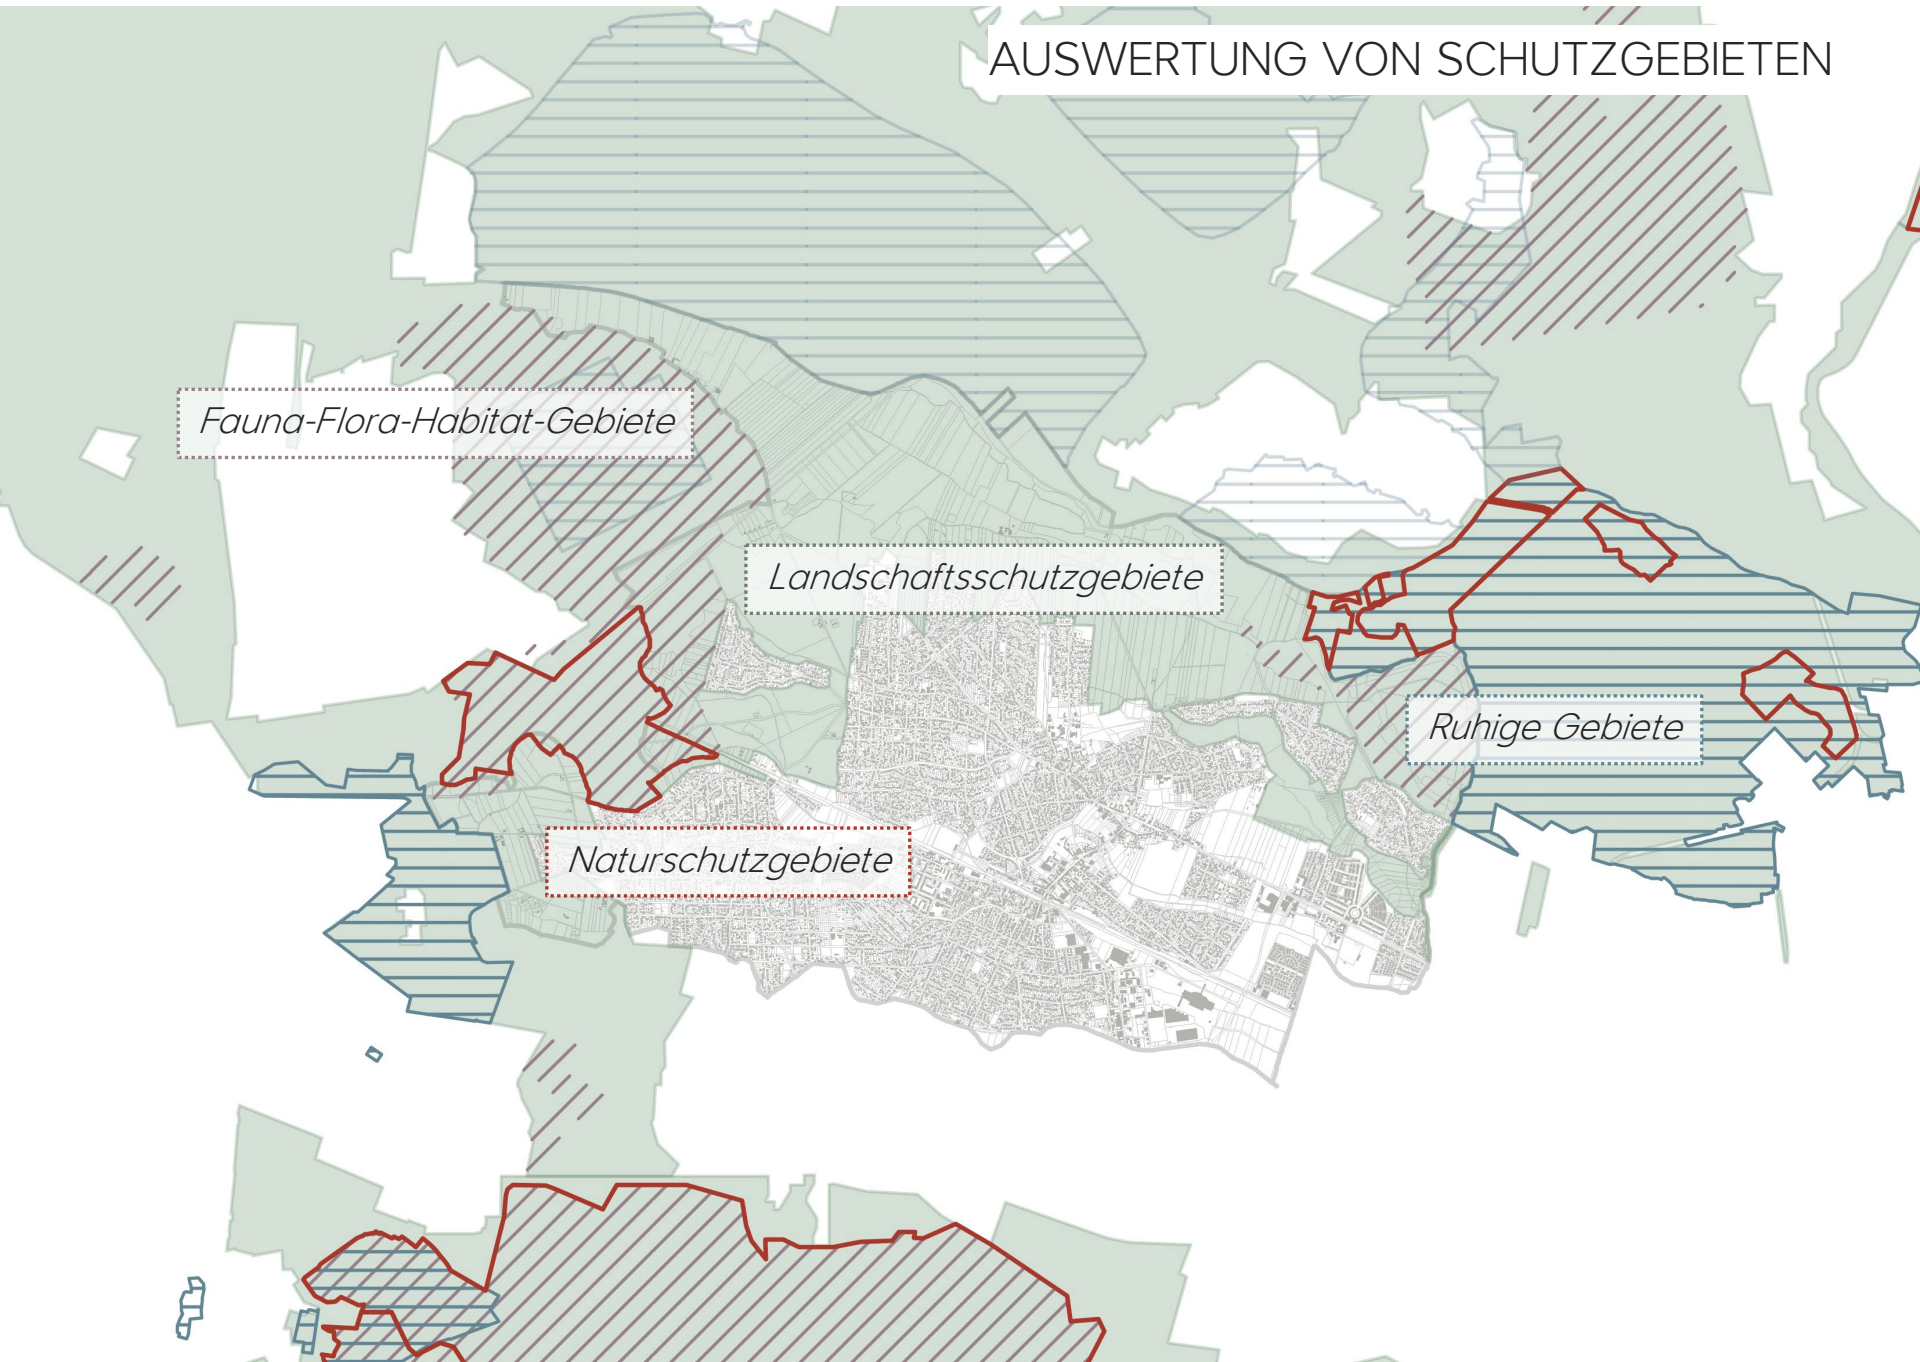 AUSWERTUNG VON SCHUTZGEBIETEN
Fauna-Flora-Habitat-Gebiete
Landschaftsschutzgebiete
Ruhige Gebiete
Naturschutzgebiete